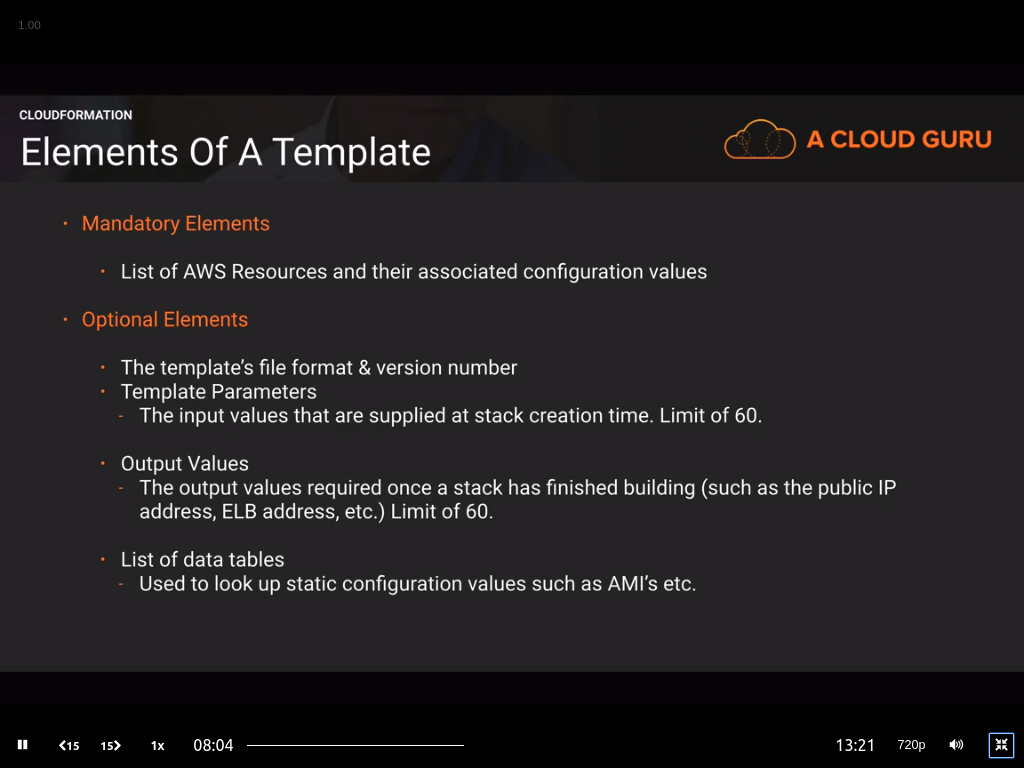 1.00
CLOUDFORMATION
Elements Of A Template
A CLOUD GURU
· Mandatory Elements
· List of AWS Resources and their associated configuration values
· Optional Elements
· The template's file format & version number
· Template Parameters
- The input values that are supplied at stack creation time. Limit of 60.
· Output Values
- The output values required once a stack has finished building (such as the public IP
address, ELB address, etc.) Limit of 60.
· List of data tables
- Used to look up static configuration values such as AMI's etc.
15 15 1x 08:04 13:21 720p